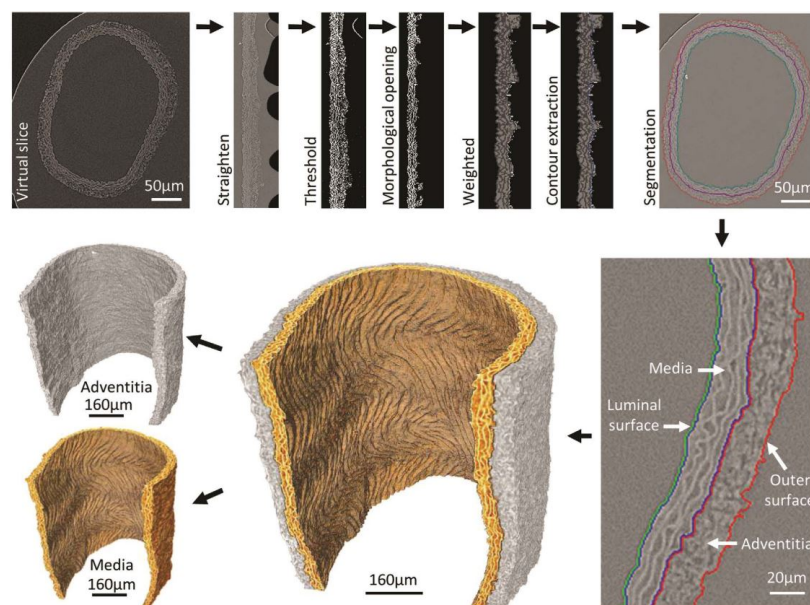 Virtual slice
50µm
Straighten
Threshold
Morphological opening
Weighted
Contour extraction
Segmentation
50µm
Adventitia
160µm
Media
160µm
160µm
Media
Luminal
surface
Outer
surface
Adventitia
20µm